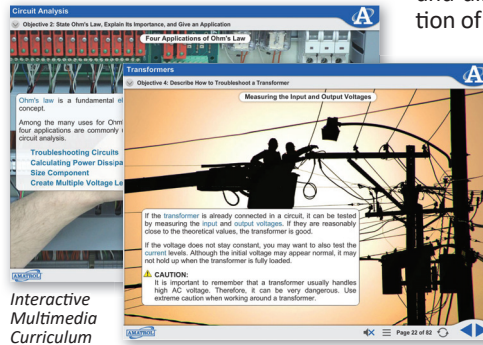 and
tion of
Circuit Analysis
Objective 2: State Ohm's Law, Explain Its Importance, and Give an Application
Four Applications of Ohm's Law
Ohm's law is a fundamental
concept.
Among the many uses for
four applications are commonly
circuit analysis.
Troubleshooting Circuits
Calculating Power
Size Component
Create Multiple Voltage
AMATROL
Transformers
Objective 4: Describe How to Troubleshoot a Transformer
Measuring the Input and Output Voltages
If the transformer is already connected in a circuit, it can be tested
by measuring the input and output voltages. If they are reasonably
close to the theoretical values, the transformer is good.
If the voltage does not stay constant, you may want to also test the
current levels. Although the initial voltage may appear normal, it may
not hold up when the transformer is fully loaded.
CAUTION:
It is important to remember that a transformer usually handles
high AC voltage. Therefore, it can be very dangerous. Use
extreme caution when working around a transformer.
AMATROL
Page 22 of 82
Interactive
Multimedia
Curriculum